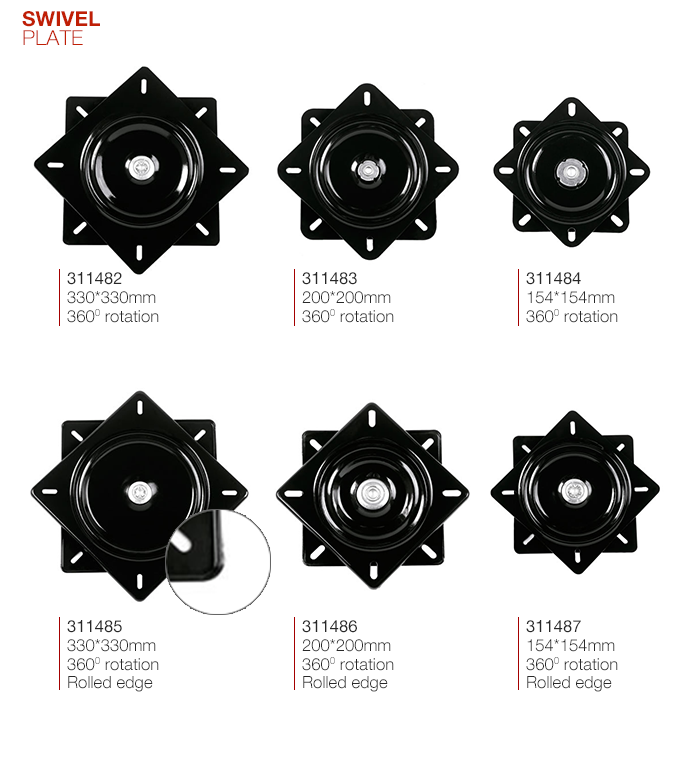 SWIVEL
PLATE
311482
330*330mm
360⁰ rotation
311483
200*200mm
360⁰ rotation
311484
154*154mm
360⁰ rotation
311485
330*330mm
360⁰ rotation
Rolled edge
311486
200*200mm
360⁰ rotation
Rolled edge
311487
154*154mm
360⁰ rotation
Rolled edge